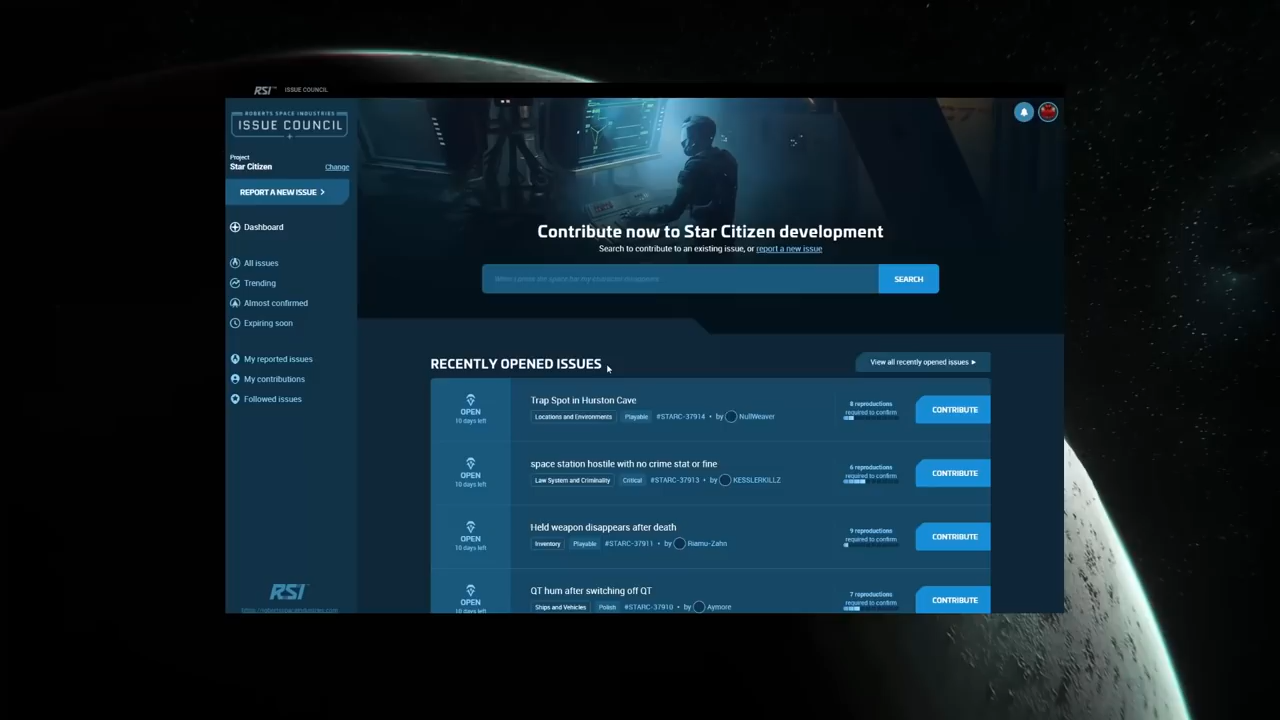 RSI ISSUE COUNCIL
ROBERTS SPACE INDUSTRIES
ISSUE COUNCIL
Project
Star Citizen Change
REPORT A NEW ISSUE >
Dashboard
All issues
Trending
Almost confirmed
Expiring soon
My reported issues
My contributions
Followed issues
RSI
https://robertsspaceindustries.com
Contribute now to Star Citizen development
Search to contribute to an existing issue, or report a new issue
SEARCH
RECENTLY OPENED ISSUES
View all recently opened issues ▸
OPEN
10 days left
Trap Spot in Hurston Cave
Locations and Environments Playable #STARC-37914 • by NullWeaver
8 reproductions
required to confirm
CONTRIBUTE
OPEN
10 days left
space station hostile with no crime stat or fine
Law System and Criminality Critical #STARC-37913 • by KESSLERKILLZ
6 reproductions
required to confirm
CONTRIBUTE
OPEN
10 days left
Held weapon disappears after death
Inventory Playable #STARC-37911 • by Riamu-Zahn
9 reproductions
required to confirm
CONTRIBUTE
OPEN
10 days left
QT hum after switching off QT
Ships and Vehicles Polish #STARC-37910 • by Aymore
7 reproductions
required to confirm
CONTRIBUTE